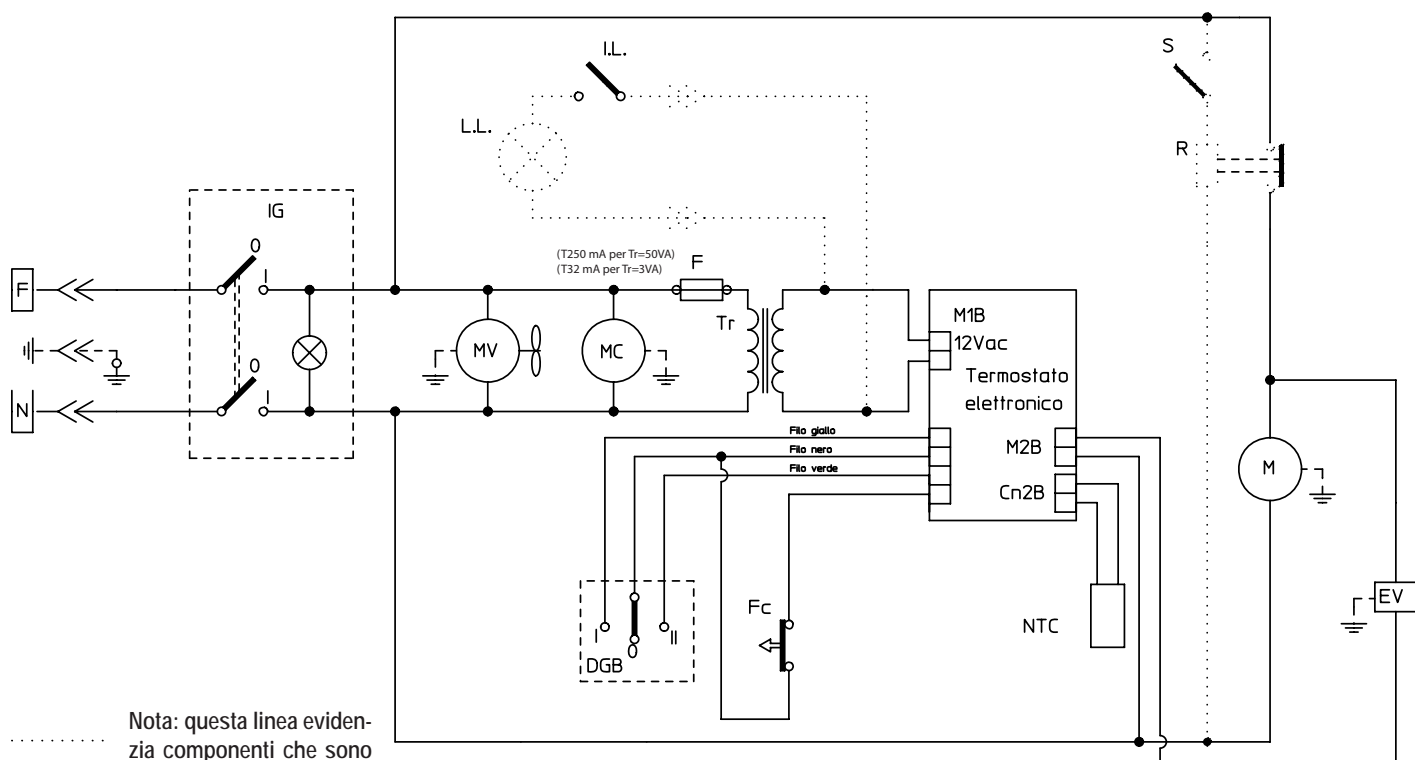 I.L.
S
L.L.
R
IG
0
I
(T250 mA per Tr=50VA)
(T32 mA per Tr=3VA)
F
F
Tr
M1B
12Vac
MV
MC
Termostato
elettronico
0
I
N
Filo giallo
Filo nero
Filo verde
M2B
M
Cn2B
Fc
EV
NTC
I
0
II
DGB
Nota: questa linea eviden-
zia componenti che sono